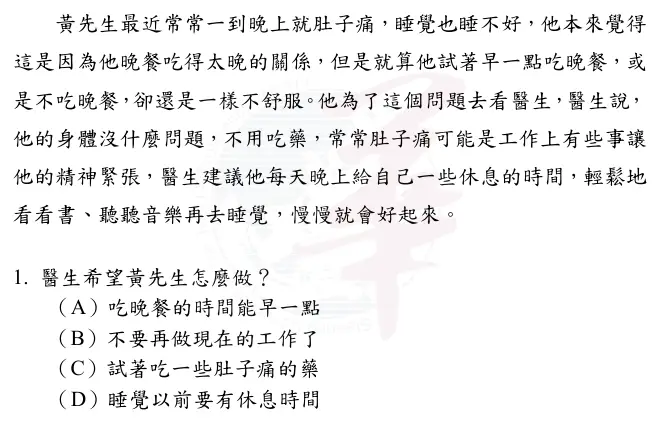 黃先生最近常常一到晚上就肚子痛，睡覺也睡不好，他本來覺得
這是因為他晚餐吃得太晚的關係，但是就算他試著早一點吃晚餐，或
是不吃晚餐，卻還是一樣不舒服。他為了這個問題去看醫生，醫生說，
他的身體沒什麼問題，不用吃藥，常常肚子痛可能是工作上有些事讓
他的精神緊張，醫生建議他每天晚上給自己一些休息的時間，輕鬆地
看看書、聽聽音樂再去睡覺，慢慢就會好起來。
1. 醫生希望黃先生怎麼做？
（A）吃晚餐的時間能早一點
（B）不要再做現在的工作了
（C）試著吃一些肚子痛的藥
（D）睡覺以前要有休息時間